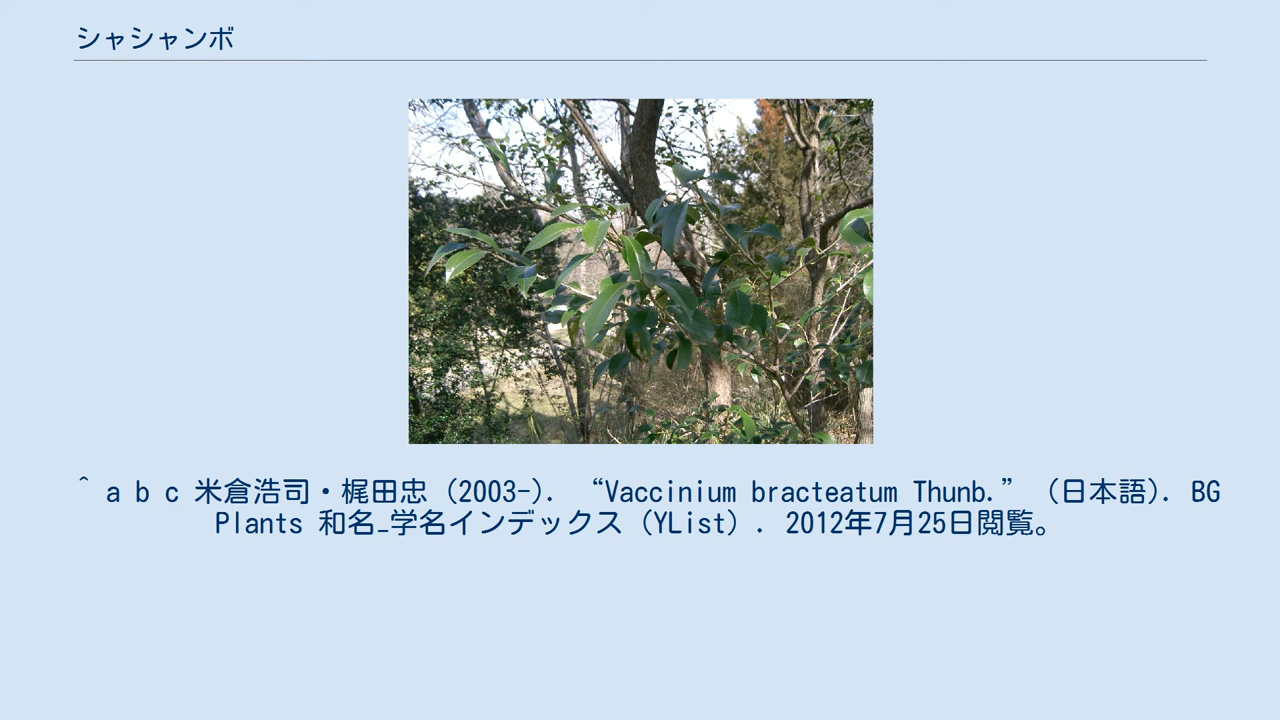 シャシャンボ
^ a b c 米倉浩司・梶田忠 (2003-). “Vaccinium bracteatum Thunb.” (日本語). BG
Plants 和名−学名インデックス（YList）. 2012年7月25日閲覧。